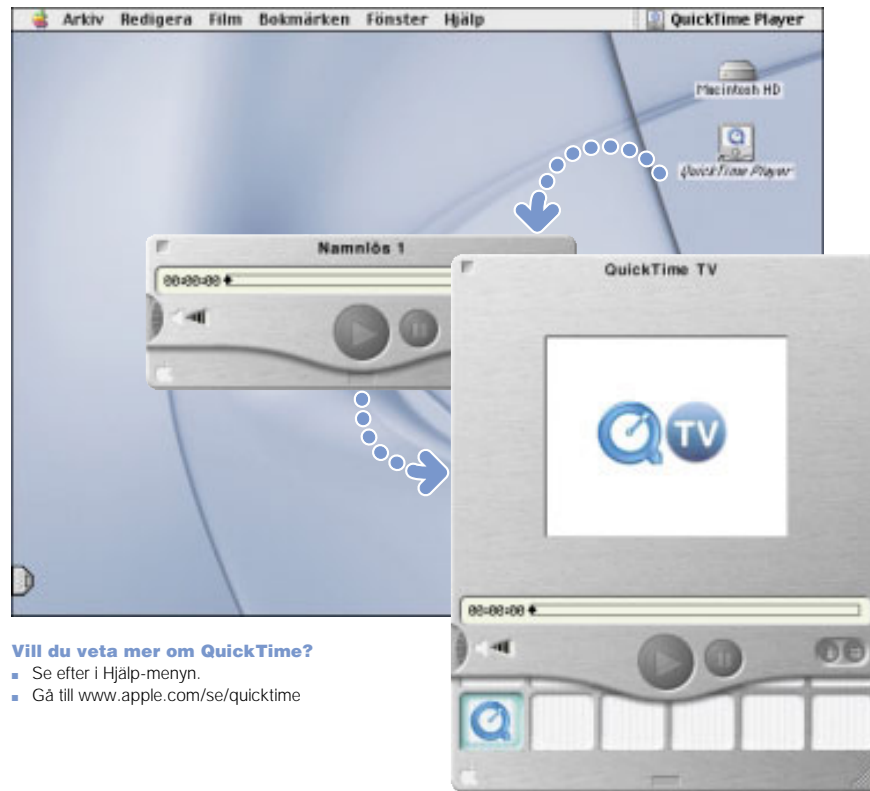 Arkiv Redigera Film Bokmärken Fönster Hjälp QuickTime Player
Macintosh HD
QuickTime Player
Namnlös 1
00:00:00
QuickTime TV
TV
00:00:00
Vill du veta mer om QuickTime?
Se efter i Hjälp-menyn.
Gå till www.apple.com/se/quicktime